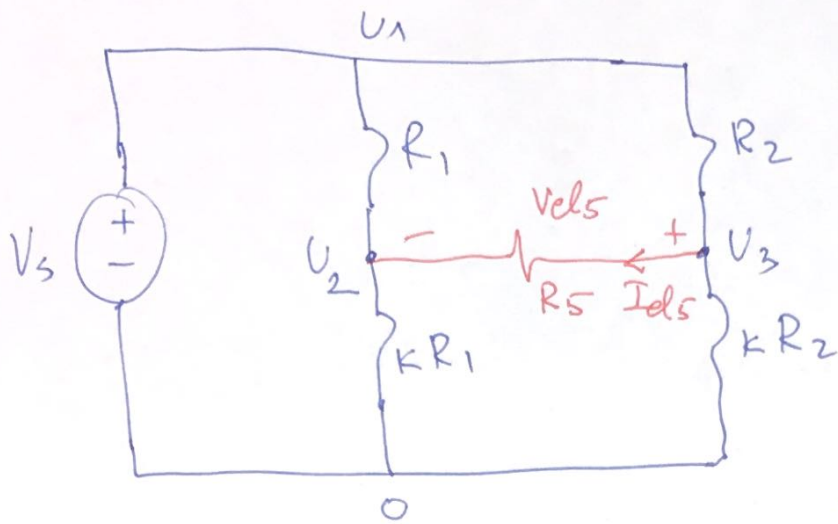 U1
R1
R2
Vel5
+
−
Vs
+
−
U2
U3
R5
Iel5
KR1
KR2
0